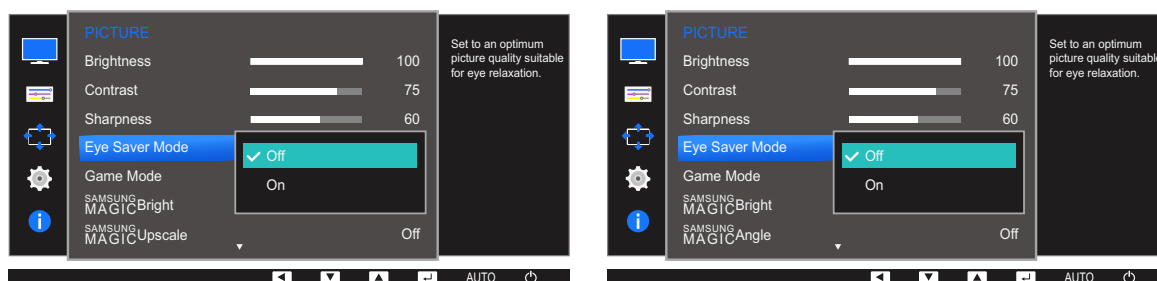 PICTURE
Brightness 100
Contrast 75
Sharpness 60
Eye Saver Mode
Off
Game Mode
On
SAMSUNG
MAGICBright
SAMSUNG
MAGICUpscale Off
Set to an optimum
picture quality suitable
for eye relaxation.
AUTO
PICTURE
Brightness 100
Contrast 75
Sharpness 60
Eye Saver Mode
Off
Game Mode
On
SAMSUNG
MAGICBright
SAMSUNG
MAGICAngle Off
Set to an optimum
picture quality suitable
for eye relaxation.
AUTO